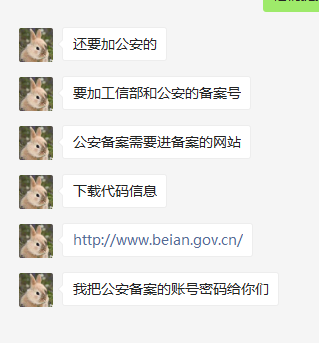 还要加公安的
要加工信部和公安的备案号
公安备案需要进备案的网站
下载代码信息
http://www.beian.gov.cn/
我把公安备案的账号密码给你们